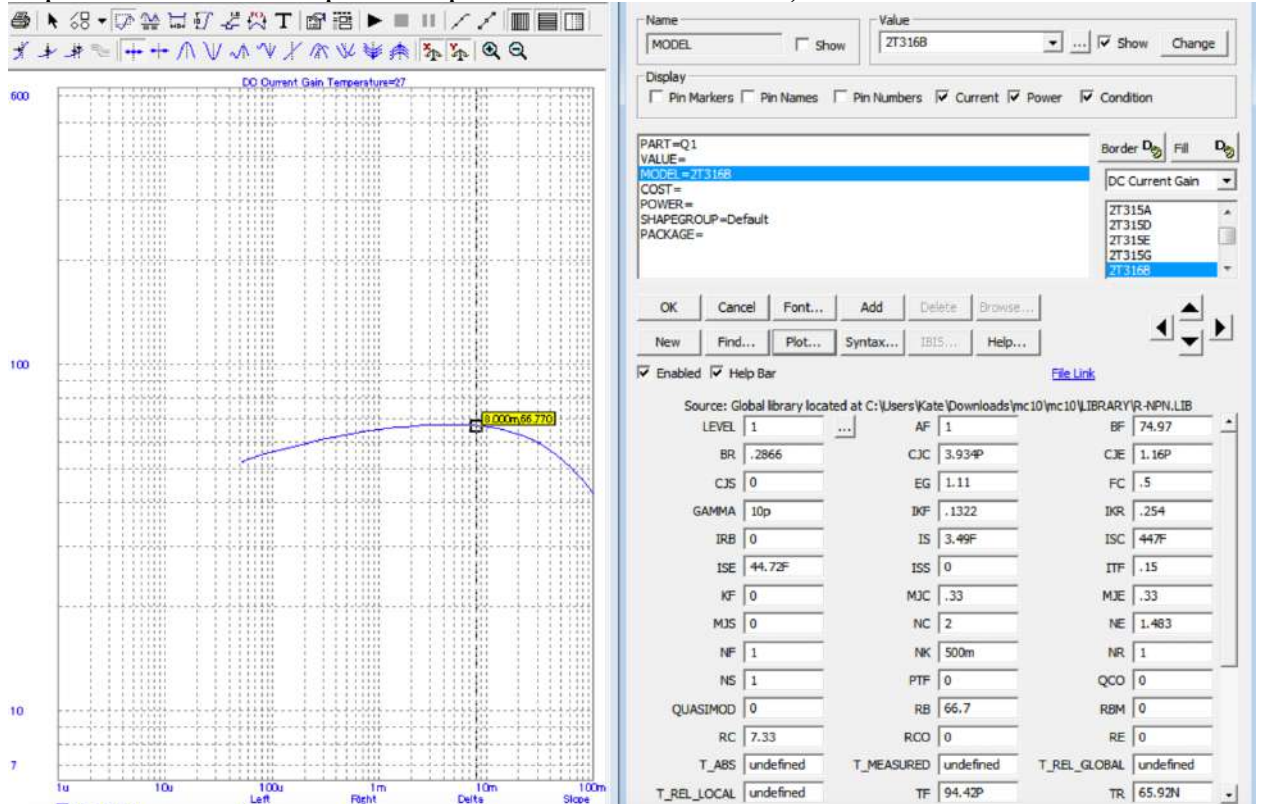 DC Current Gain Temperature=27
600
100
10
7
8.000m,66.770
1u 10u 100u 1m 10m 100m
Left Right Delta Slope
Name Value
MODEL Show 2T316B ... Show Change
Display
Pin Markers Pin Names Pin Numbers Current Power Condition
PART=Q1
VALUE=
MODEL=2T316B
COST=
POWER=
SHAPEGROUP=Default
PACKAGE=
Border Fill
DC Current Gain
2T315A
2T315D
2T315E
2T315G
2T316B
OK Cancel Font... Add Delete Browse...
New Find... Plot... Syntax... IBIS... Help...
Enabled Help Bar File Link
Source: Global library located at C:\Users\Kate\Downloads\mc10\mc10\LIBRARY\R-NPN.LIB
LEVEL 1 ... AF 1 BF 74.97
BR .2866 CJC 3.934P CJE 1.16P
CJS 0 EG 1.11 FC .5
GAMMA 10p IKF .1322 IKR .254
IRB 0 IS 3.49F ISC 447F
ISE 44.72F ISS 0 ITF .15
KF 0 MJC .33 MJE .33
MJS 0 NC 2 NE 1.483
NF 1 NK 500m NR 1
NS 1 PTF 0 QCO 0
QUASIMOD 0 RB 66.7 RBM 0
RC 7.33 RCO 0 RE 0
T_ABS undefined T_MEASURED undefined T_REL_GLOBAL undefined
T_REL_LOCAL undefined TF 94.42P TR 65.92N